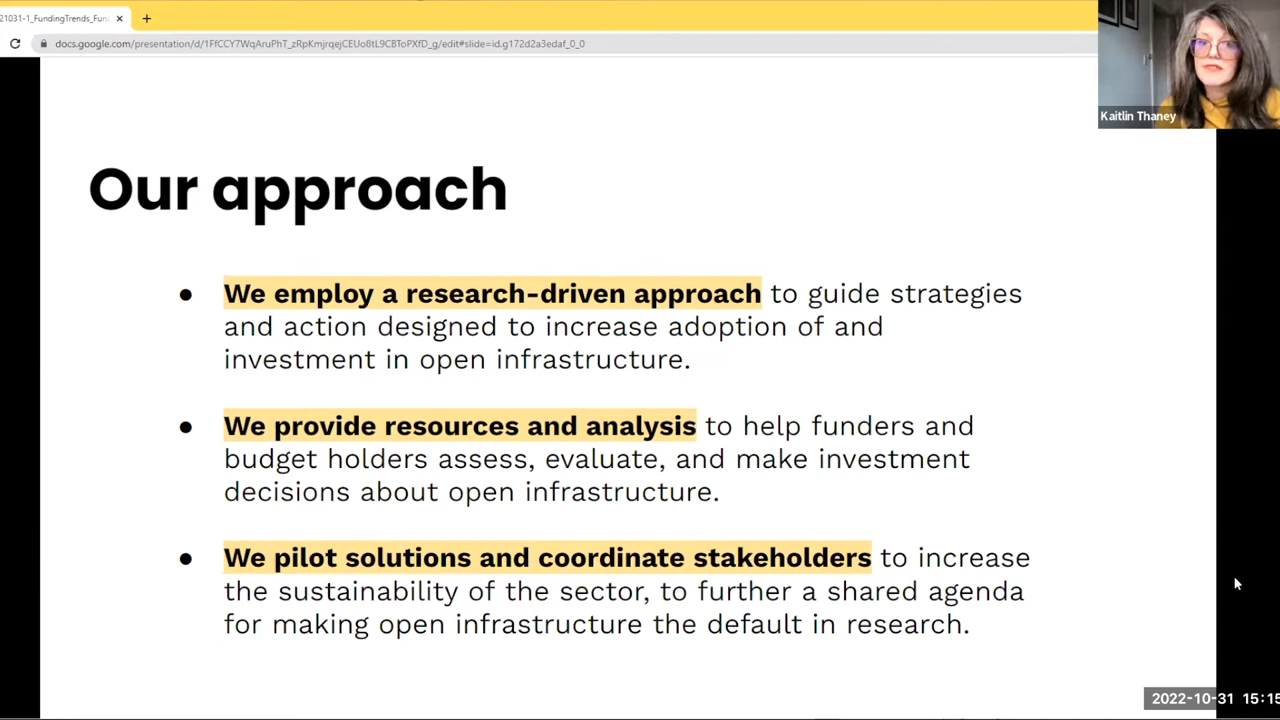 21031-1_FundingTrends_Fun
docs.google.com/presentation/d/1FfCCY7WqAruPhT_zRpKmjrqejCEUo8tL9CBToPXfD_g/edit#slide=id.g172d2a3edaf_0_0
Kaitlin Thaney
Our approach
● We employ a research-driven approach to guide strategies
and action designed to increase adoption of and
investment in open infrastructure.
● We provide resources and analysis to help funders and
budget holders assess, evaluate, and make investment
decisions about open infrastructure.
● We pilot solutions and coordinate stakeholders to increase
the sustainability of the sector, to further a shared agenda
for making open infrastructure the default in research.
2022-10-31 15:15